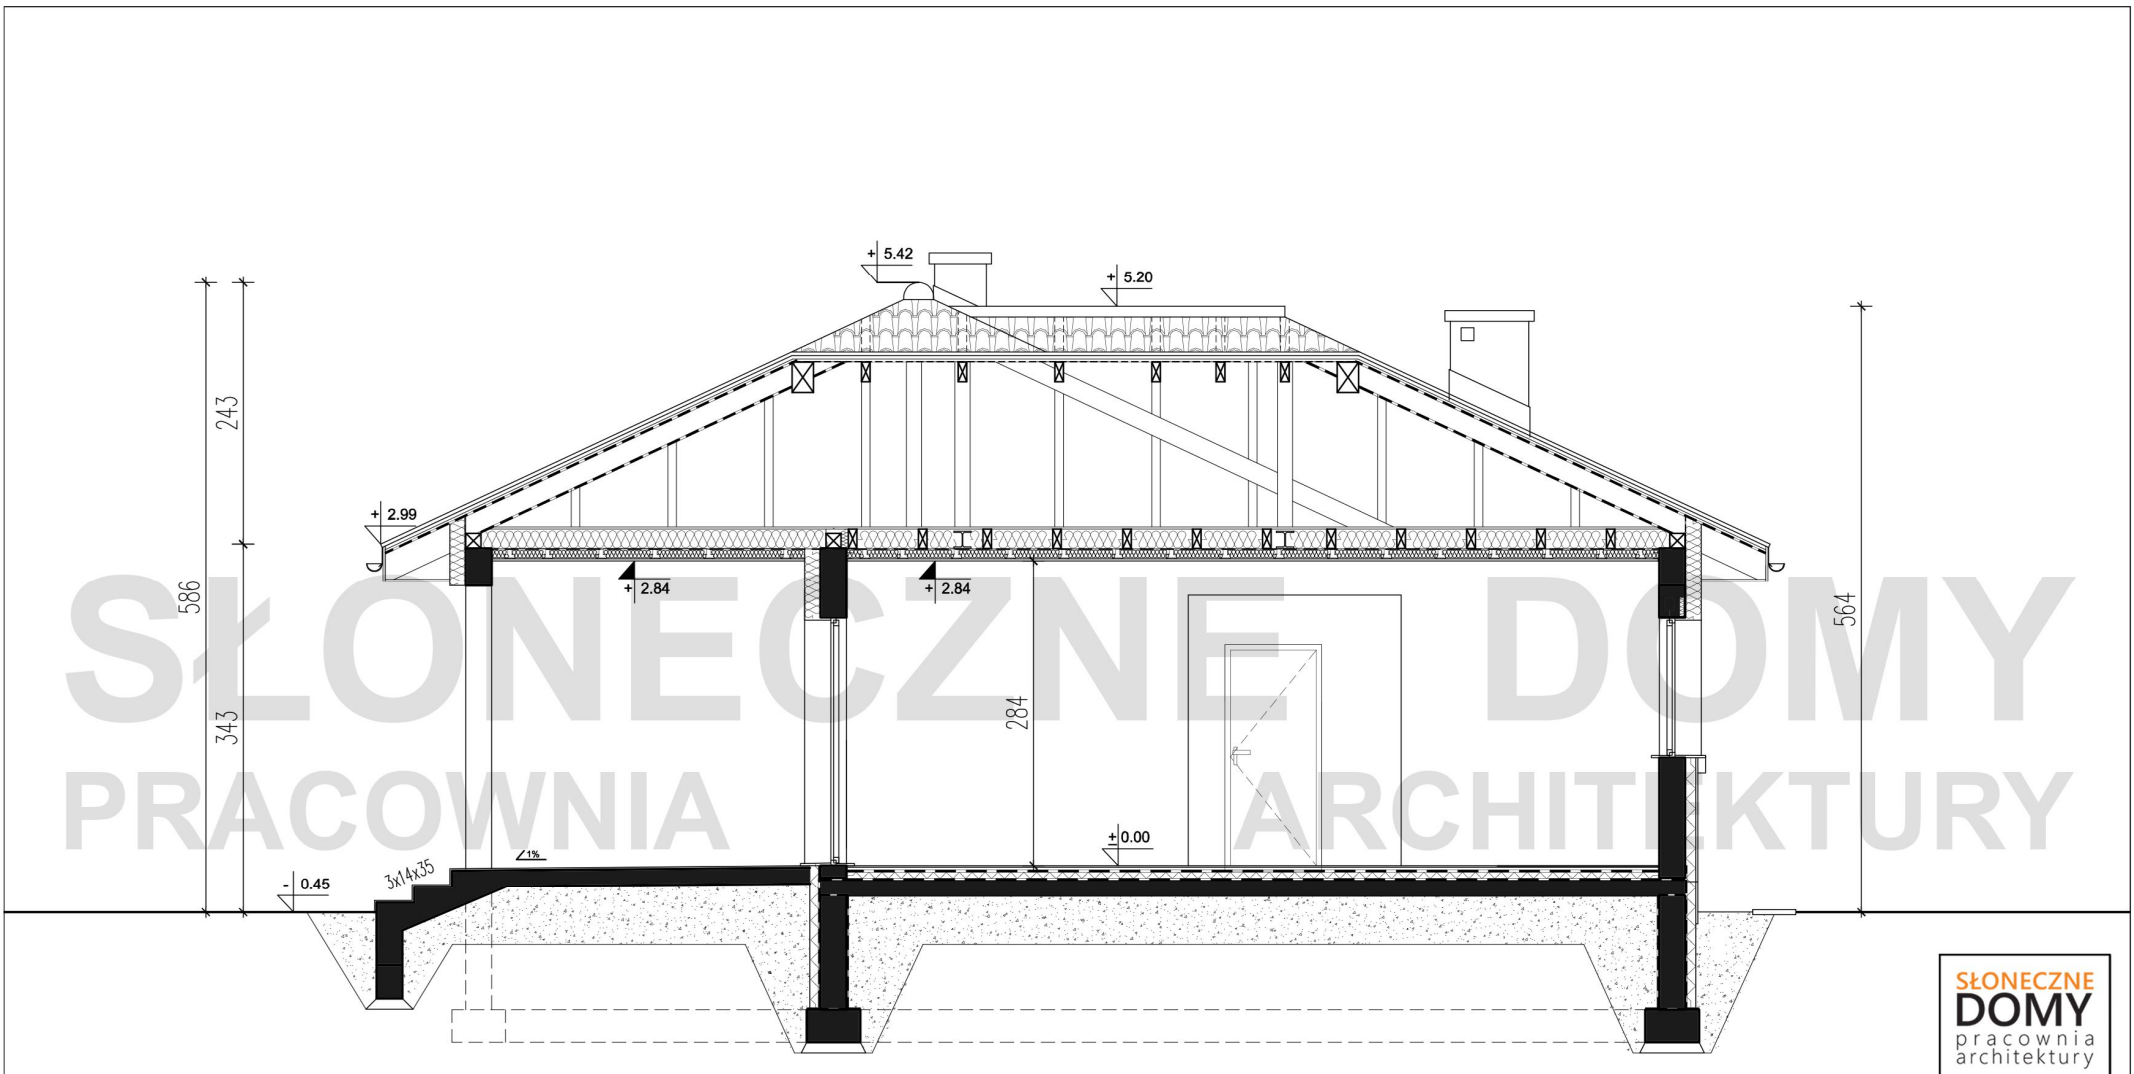 + 5.42
+ 5.20
243
+ 2.99
586
+ 2.84
+ 2.84
564
SŁONECZNE DOMY
343
284
PRACOWNIA ARCHITEKTURY
± 0.00
1%
3x14x35
- 0.45
SŁONECZNE
DOMY
pracownia
architektury